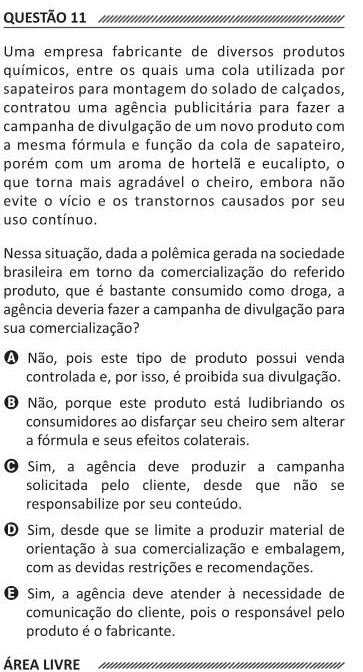 QUESTÃO 11
Uma empresa fabricante de diversos produtos
químicos, entre os quais uma cola utilizada por
sapateiros para montagem do solado de calçados,
contratou uma agência publicitária para fazer a
campanha de divulgação de um novo produto com
a mesma fórmula e função da cola de sapateiro,
porém com um aroma de hortelã e eucalipto, o
que torna mais agradável o cheiro, embora não
evite o vício e os transtornos causados por seu
uso contínuo.
Nessa situação, dada a polêmica gerada na sociedade
brasileira em torno da comercialização do referido
produto, que é bastante consumido como droga, a
agência deveria fazer a campanha de divulgação para
sua comercialização?
A Não, pois este tipo de produto possui venda
controlada e, por isso, é proibida sua divulgação.
B Não, porque este produto está ludibriando os
consumidores ao disfarçar seu cheiro sem alterar
a fórmula e seus efeitos colaterais.
C Sim, a agência deve produzir a campanha
solicitada pelo cliente, desde que não se
responsabilize por seu conteúdo.
D Sim, desde que se limite a produzir material de
orientação à sua comercialização e embalagem,
com as devidas restrições e recomendações.
E Sim, a agência deve atender à necessidade de
comunicação do cliente, pois o responsável pelo
produto é o fabricante.
ÁREA LIVRE